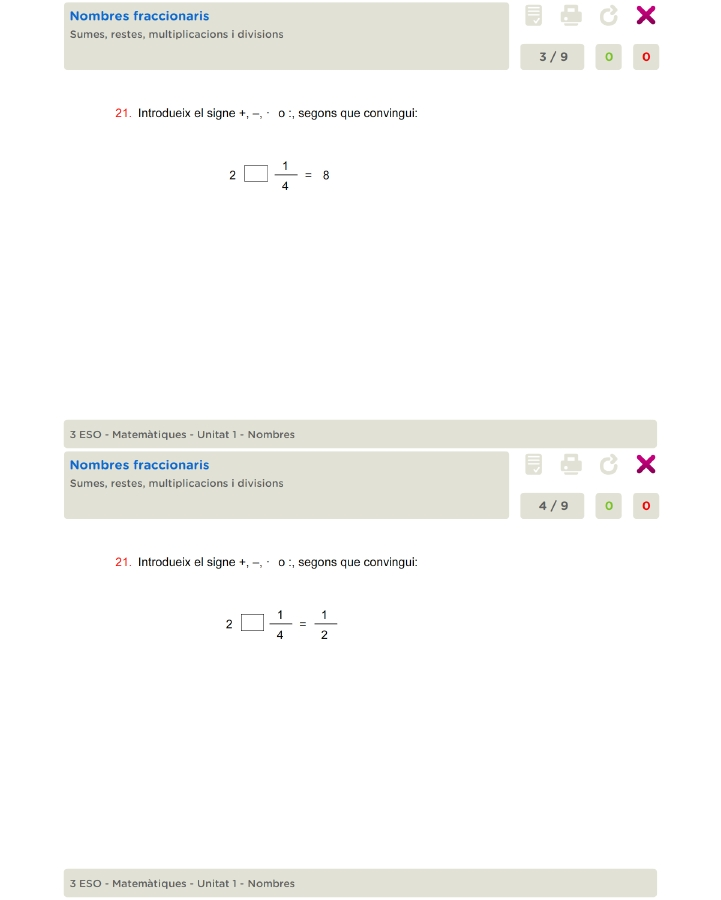 Nombres fraccionaris
Sumes, restes, multiplicacions i divisions
3 / 9 0 0
21. Introdueix el signe +, –, · o :, segons que convingui:
2 □ 1/4 = 8
3 ESO - Matemàtiques - Unitat 1 - Nombres
Nombres fraccionaris
Sumes, restes, multiplicacions i divisions
4 / 9 0 0
21. Introdueix el signe +, –, · o :, segons que convingui:
2 □ 1/4 = 1/2
3 ESO - Matemàtiques - Unitat 1 - Nombres